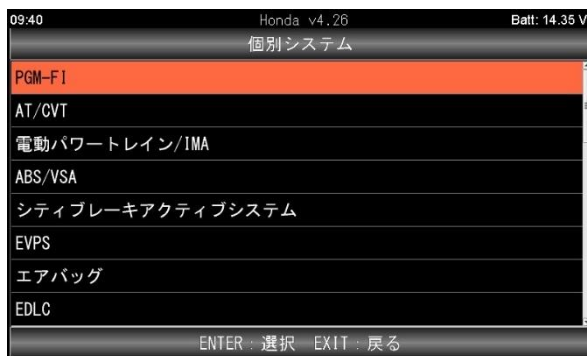 09:40 Honda v4.26 Batt: 14.35 V
個別システム
PGM-FI
AT/CVT
電動パワートレイン/IMA
ABS/VSA
シティブレーキアクティブシステム
EVPS
エアバッグ
EDLC
ENTER：選択 EXIT：戻る